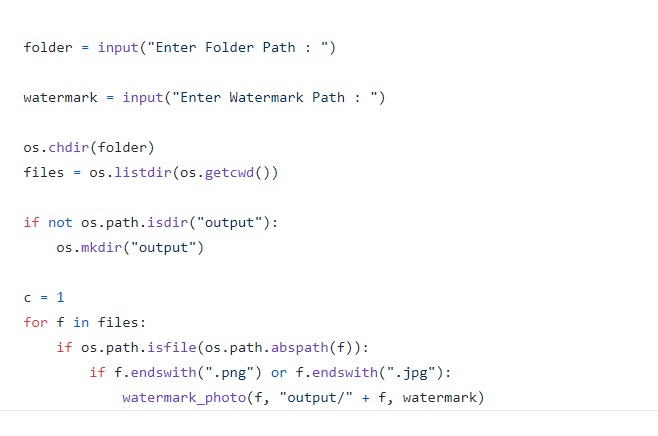 folder = input("Enter Folder Path : ")
watermark = input("Enter Watermark Path : ")
os.chdir(folder)
files = os.listdir(os.getcwd())
if not os.path.isdir("output"):
    os.mkdir("output")
c = 1
for f in files:
    if os.path.isfile(os.path.abspath(f)):
        if f.endswith(".png") or f.endswith(".jpg"):
            watermark_photo(f, "output/" + f, watermark)